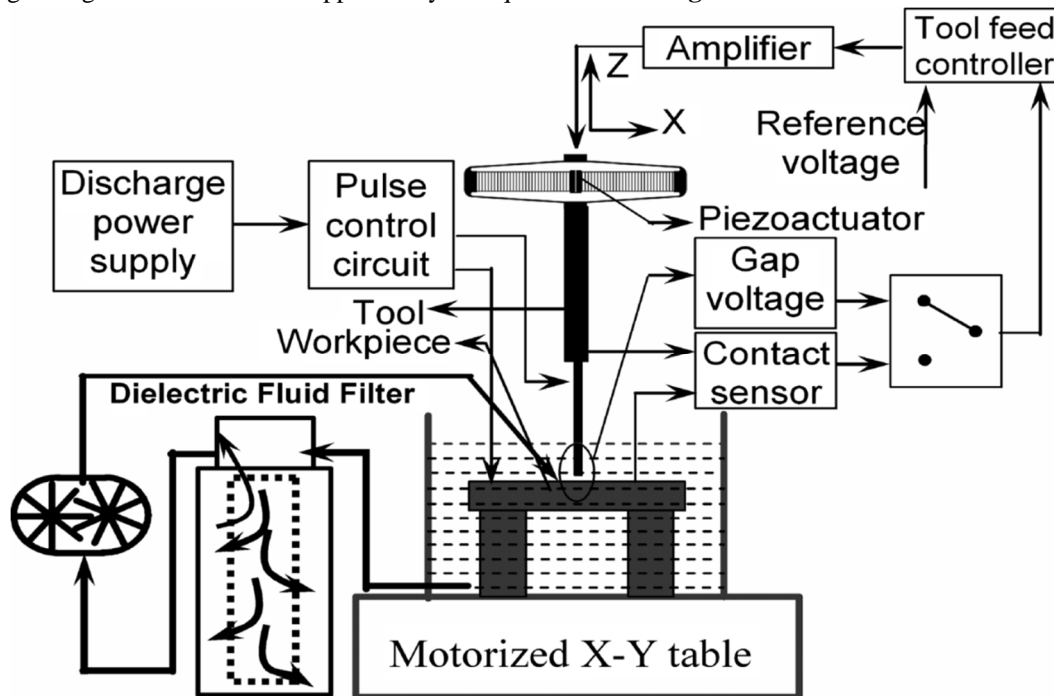 Amplifier
Tool feed
controller
Z
X
Reference
voltage
Discharge
power
supply
Pulse
control
circuit
Piezoactuator
Gap
voltage
Tool
Workpiece
Contact
sensor
Dielectric Fluid Filter
Motorized X-Y table